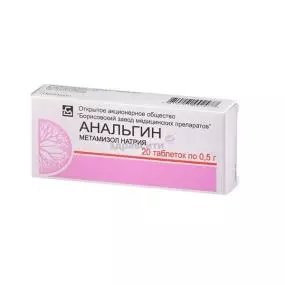 Открытое акционерное общество
"Борисовский завод медицинских препаратов"
АНАЛЬГИН
МЕТАМИЗОЛ НАТРИЯ
20 таблеток по 0,5 г